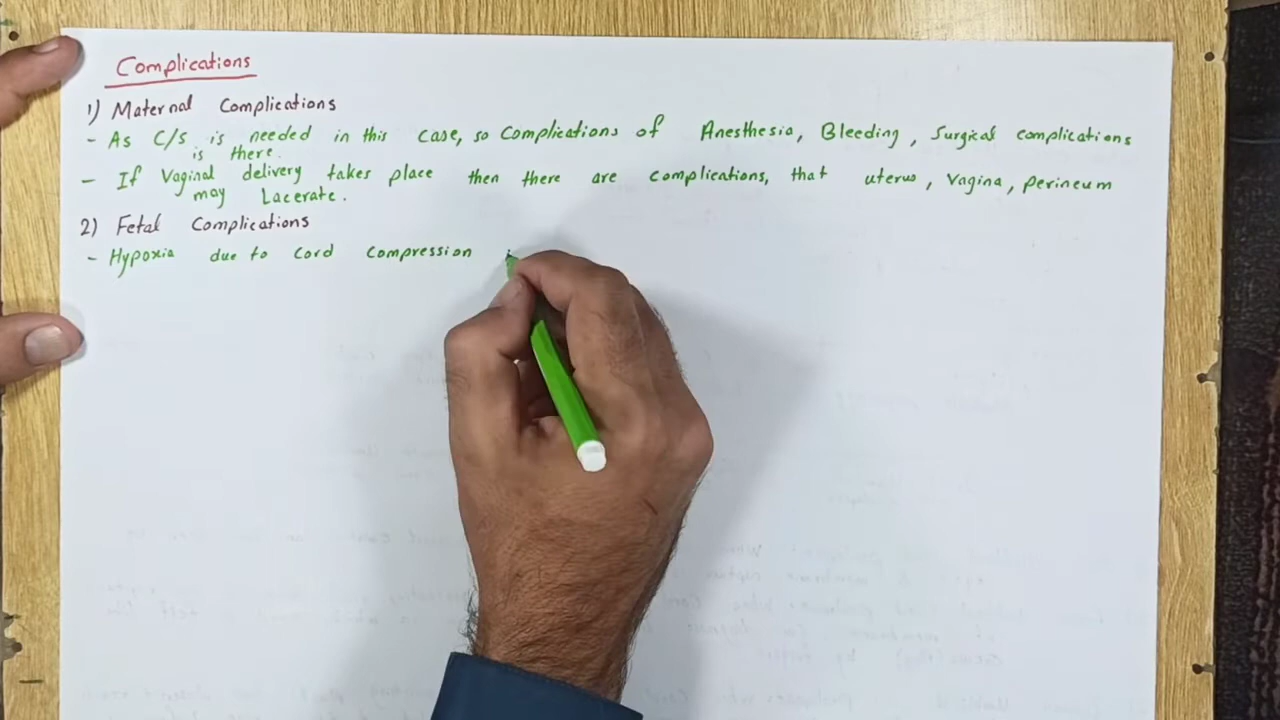 Complications
1) Maternal Complications
- As C/S is needed in this case, so Complications of Anesthesia, Bleeding, Surgical complications
is there.
- If Vaginal delivery takes place then there are complications, that uterus, Vagina, perineum
may Lacerate.
2) Fetal Complications
- Hypoxia due to Cord Compression